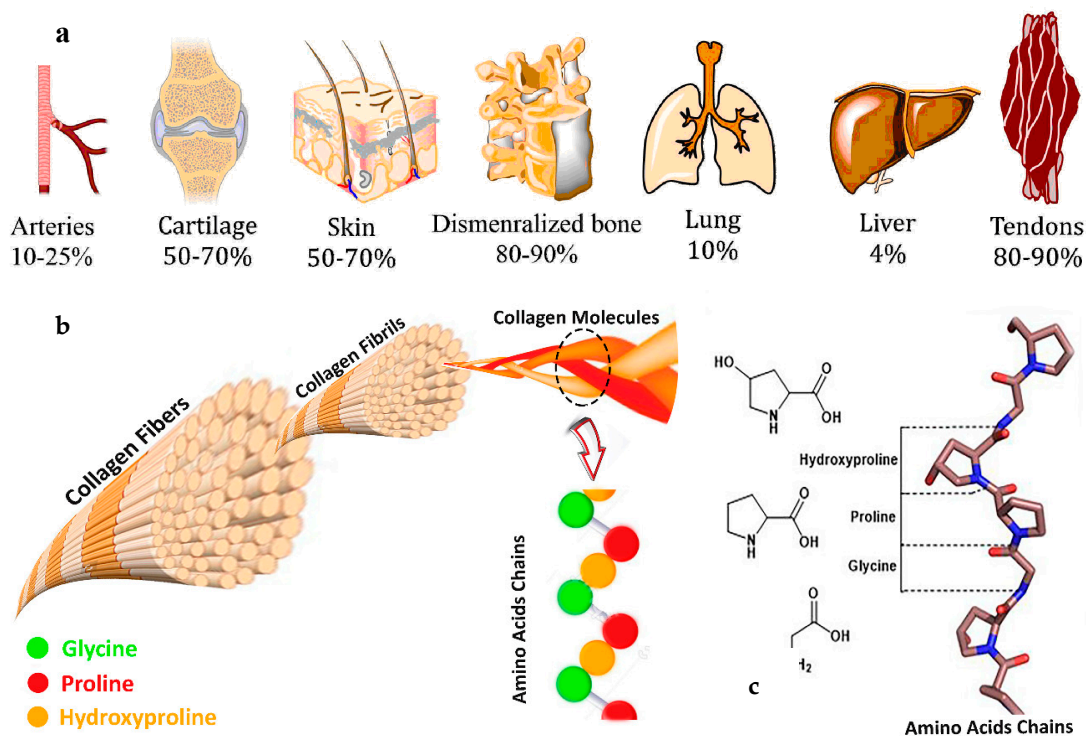 a
Arteries
10-25%
Cartilage
50-70%
Skin
50-70%
Dismenralized bone
80-90%
Lung
10%
Liver
4%
Tendons
80-90%
b
Collagen Fibers
Collagen Fibrils
Collagen Molecules
Amino Acids Chains
Glycine
Proline
Hydroxyproline
HO
O
OH
NH
O
OH
NH
O
OH
H2
Hydroxyproline
Proline
Glycine
c
Amino Acids Chains